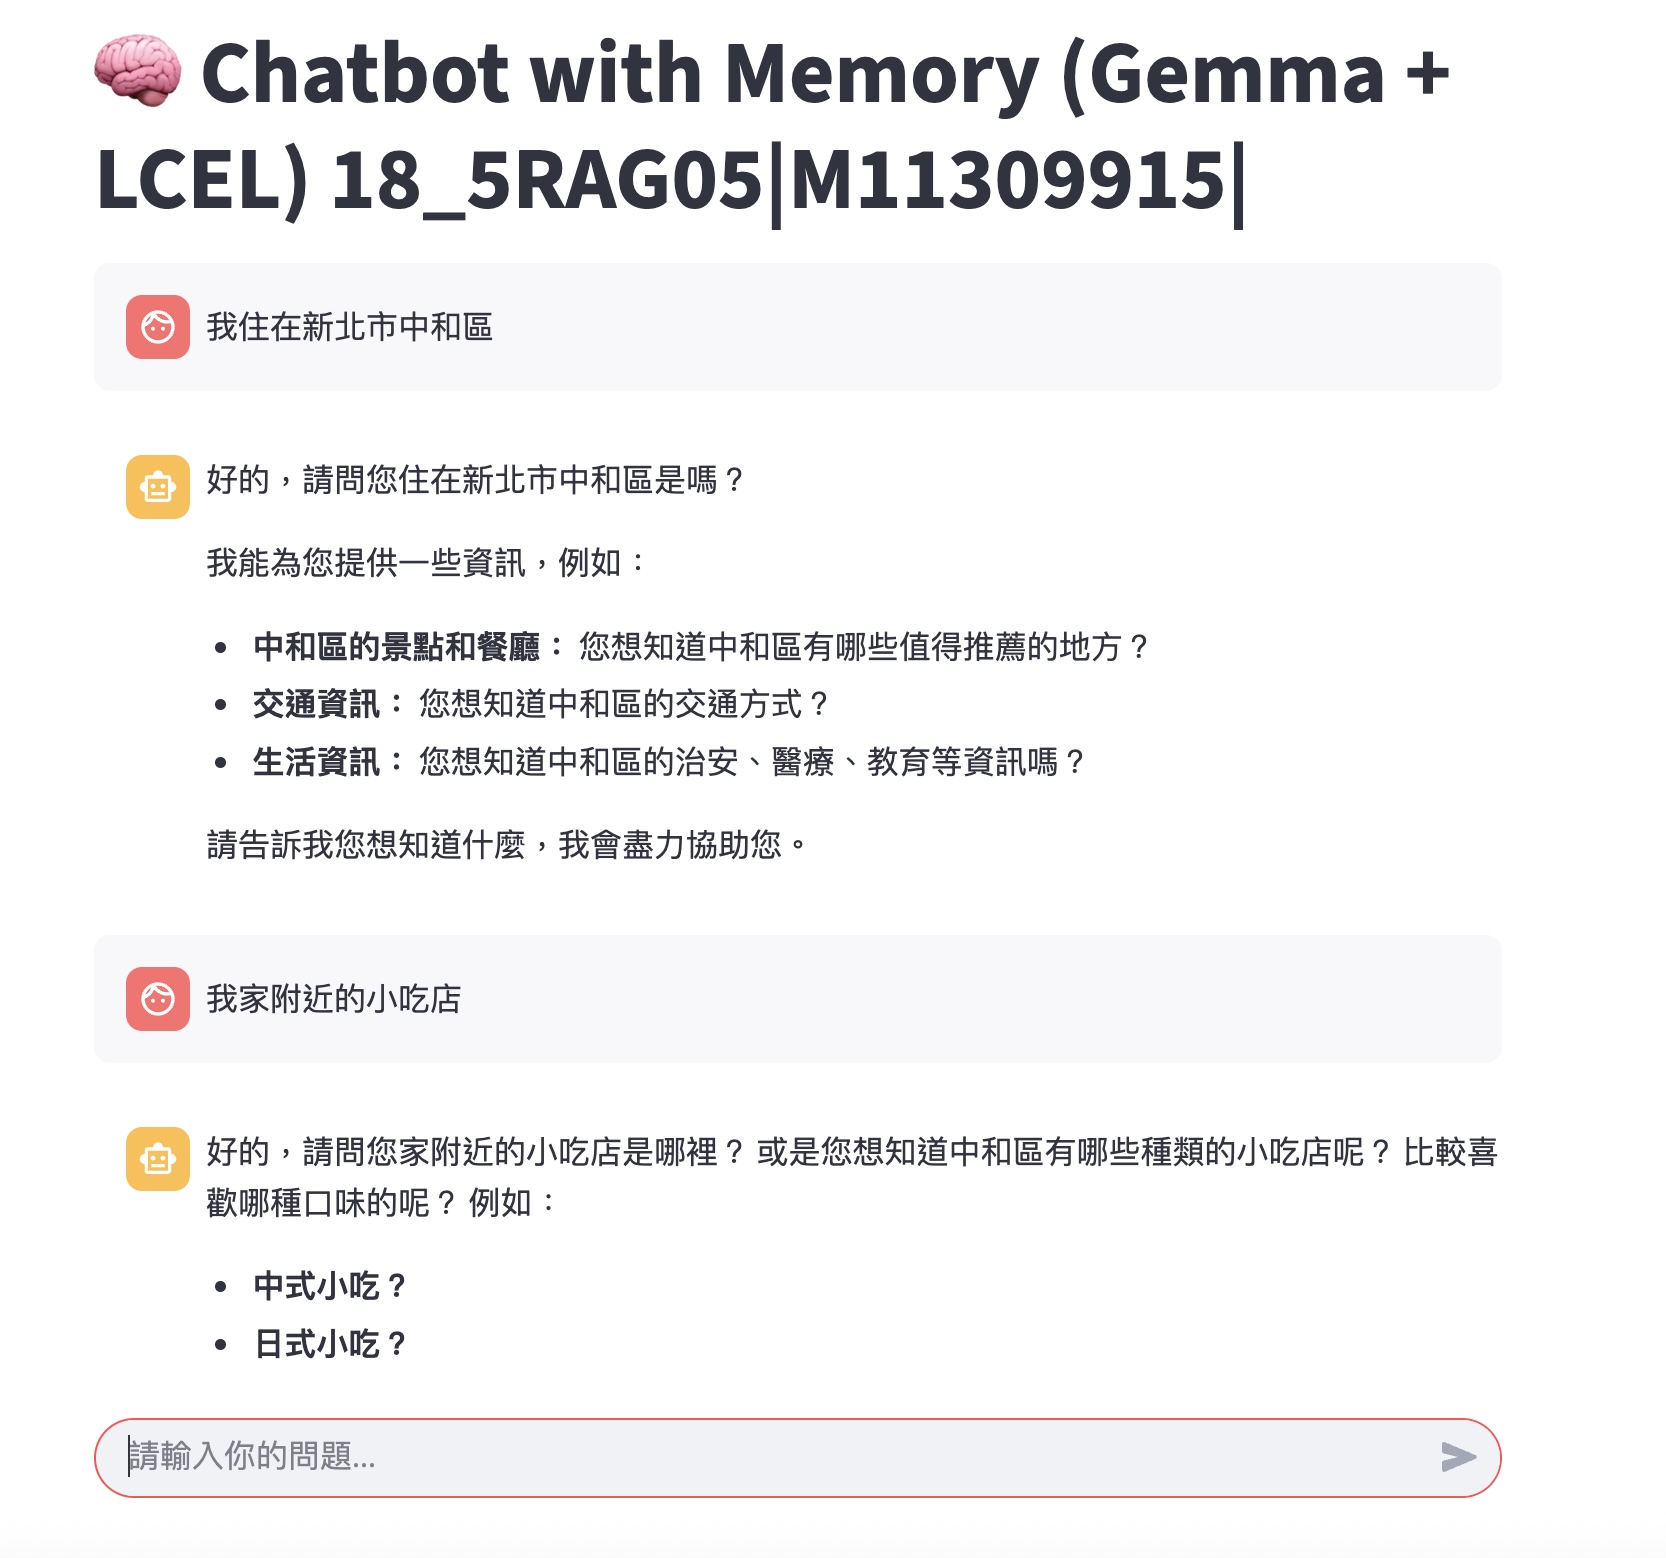 Chatbot with Memory (Gemma +
LCEL) 18_5RAG05|M11309915|
我住在新北市中和區
好的，請問您住在新北市中和區是嗎？
我能為您提供一些資訊，例如：
中和區的景點和餐廳： 您想知道中和區有哪些值得推薦的地方？
交通資訊： 您想知道中和區的交通方式？
生活資訊： 您想知道中和區的治安、醫療、教育等資訊嗎？
請告訴我您想知道什麼，我會盡力協助您。
我家附近的小吃店
好的，請問您家附近的小吃店是哪裡？ 或是您想知道中和區有哪些種類的小吃店呢？ 比較喜
歡哪種口味的呢？ 例如：
中式小吃？
日式小吃？
請輸入你的問題...